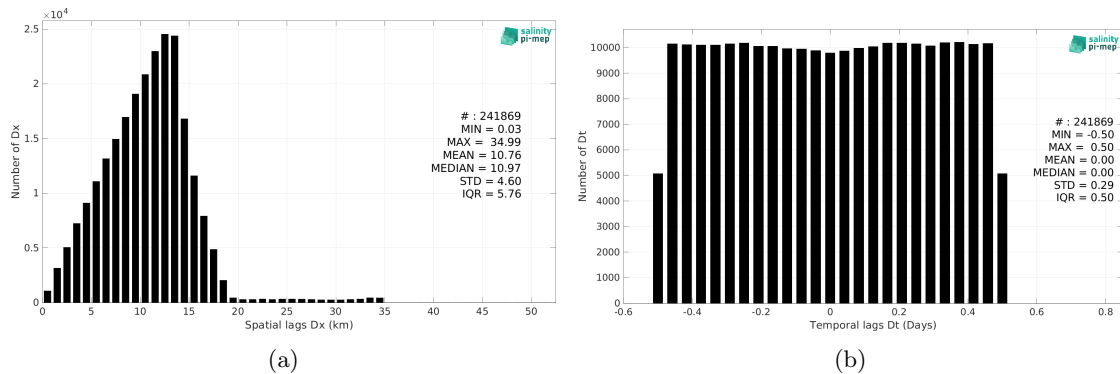 ×10⁴
2.5
2
1.5
1
0.5
0
0 5 10 15 20 25 30 35 40 45 50
Number of Dx
Spatial lags Dx (km)
salinity
pi-mep
# : 241869
MIN = 0.03
MAX = 34.99
MEAN = 10.76
MEDIAN = 10.97
STD = 4.60
IQR = 5.76
(a)
10000
9000
8000
7000
6000
5000
4000
3000
2000
1000
0
-0.6 -0.4 -0.2 0 0.2 0.4 0.6 0.8
Number of Dt
Temporal lags Dt (Days)
salinity
pi-mep
# : 241869
MIN = -0.50
MAX = 0.50
MEAN = 0.00
MEDIAN = 0.00
STD = 0.29
IQR = 0.50
(b)